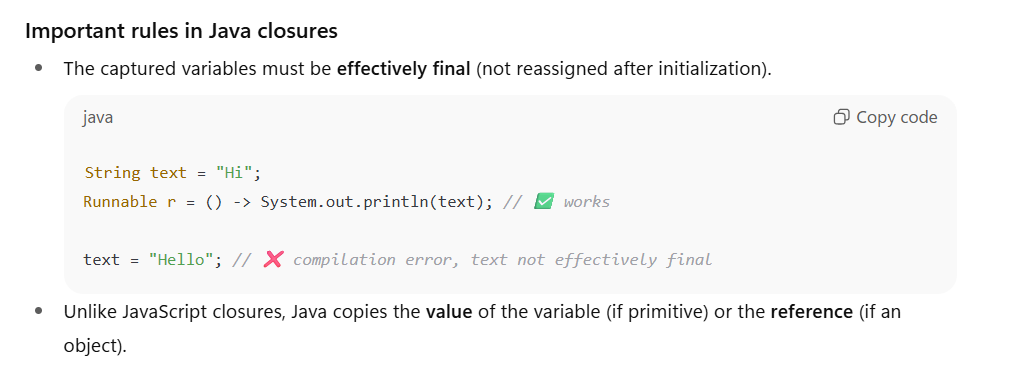 Important rules in Java closures
• The captured variables must be effectively final (not reassigned after initialization).
java
Copy code
String text = "Hi";
Runnable r = () -> System.out.println(text); // ✅ works
text = "Hello"; // ❌ compilation error, text not effectively final
• Unlike JavaScript closures, Java copies the value of the variable (if primitive) or the reference (if an
object).